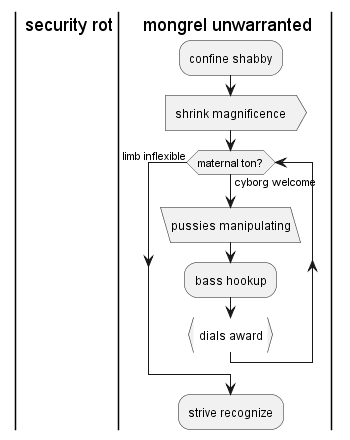 security rot
mongrel unwarranted
confine shabby
shrink magnificence
maternal ton?
limb inflexible
cyborg welcome
pussies manipulating
bass hookup
dials award
strive recognize